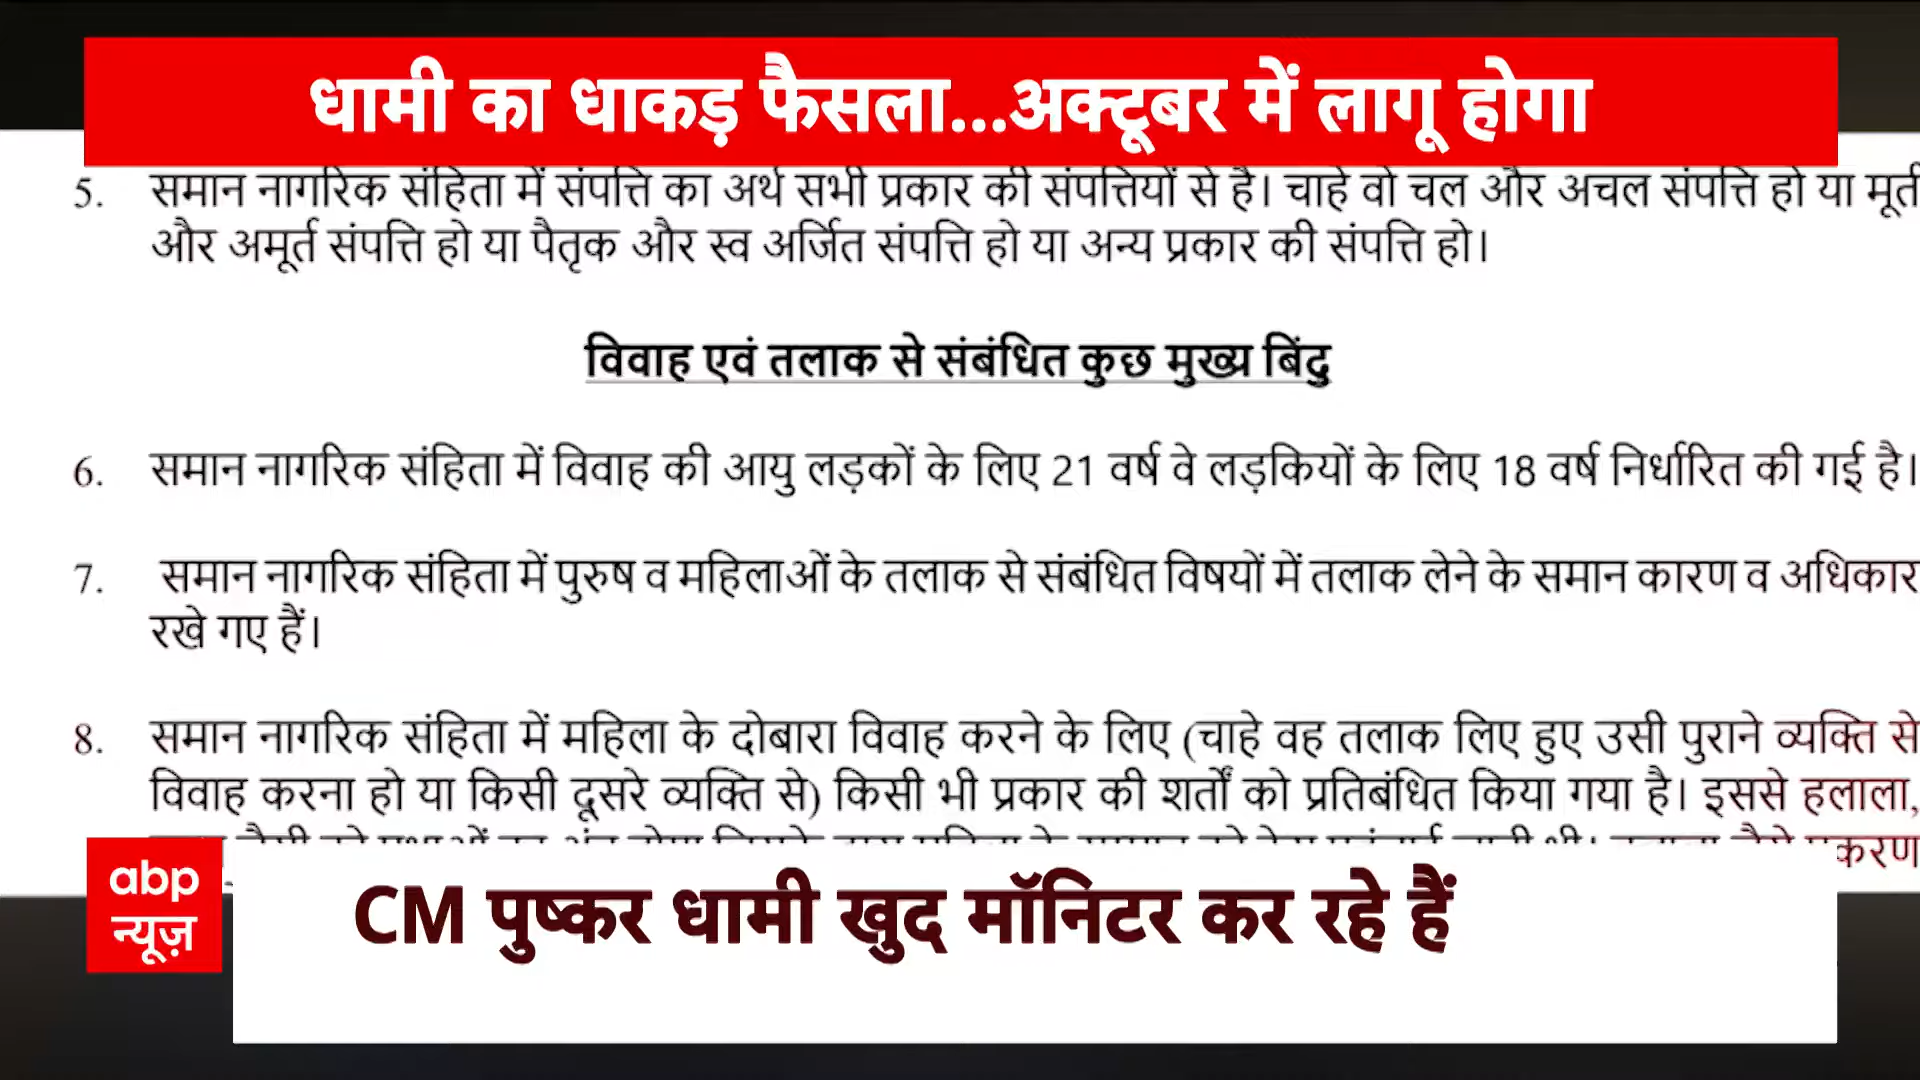 धामी का धाकड़ फैसला...अक्टूबर में लागू होगा
5. समान नागरिक संहिता में संपत्ति का अर्थ सभी प्रकार की संपत्तियों से है। चाहे वो चल और अचल संपत्ति हो या मूर्त
और अमूर्त संपत्ति हो या पैतृक और स्व अर्जित संपत्ति हो या अन्य प्रकार की संपत्ति हो।
विवाह एवं तलाक से संबंधित कुछ मुख्य बिंदु
6. समान नागरिक संहिता में विवाह की आयु लड़कों के लिए 21 वर्ष वे लड़कियों के लिए 18 वर्ष निर्धारित की गई है।
7. समान नागरिक संहिता में पुरुष व महिलाओं के तलाक से संबंधित विषयों में तलाक लेने के समान कारण व अधिकार
रखे गए हैं।
8. समान नागरिक संहिता में महिला के दोबारा विवाह करने के लिए (चाहे वह तलाक लिए हुए उसी पुराने व्यक्ति से
विवाह करना हो या किसी दूसरे व्यक्ति से) किसी भी प्रकार की शर्तों को प्रतिबंधित किया गया है। इससे हलाला,
abp
न्यूज़
CM पुष्कर धामी खुद मॉनिटर कर रहे हैं